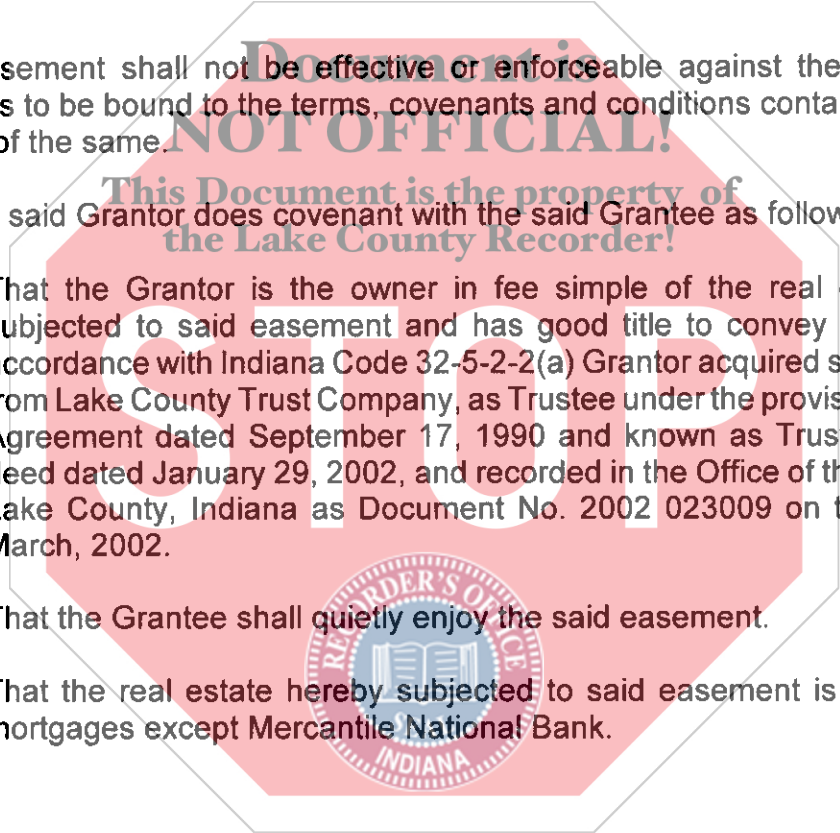 Document is
NOT OFFICIAL!
This Document is the property of
the Lake County Recorder!
STOP
sement shall not be effective or enforceable against the
s to be bound to the terms, covenants and conditions conta
of the same.
said Grantor does covenant with the said Grantee as follow
That the Grantor is the owner in fee simple of the real
ubjected to said easement and has good title to convey
ccordance with Indiana Code 32-5-2-2(a) Grantor acquired s
rom Lake County Trust Company, as Trustee under the provis
Agreement dated September 17, 1990 and known as Trus
eed dated January 29, 2002, and recorded in the Office of th
ake County, Indiana as Document No. 2002 023009 on t
March, 2002.
That the Grantee shall quietly enjoy the said easement.
That the real estate hereby subjected to said easement is
nortgages except Mercantile National Bank.
RECORDER'S OFFICE
SEAL
INDIANA